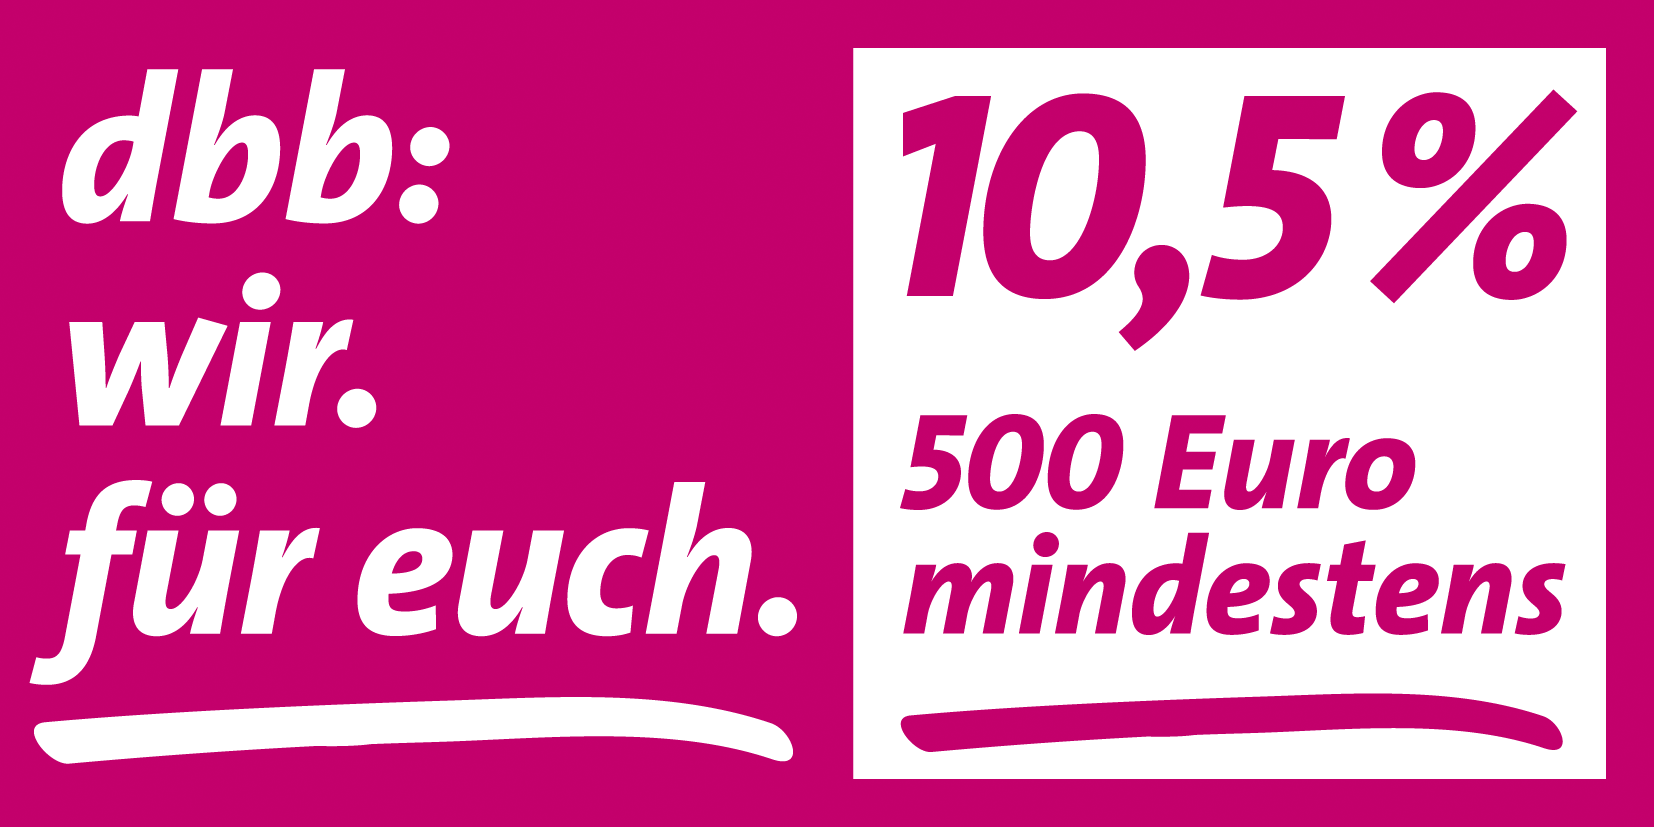 dbb:
wir.
für euch.
10,5 %
500 Euro
mindestens